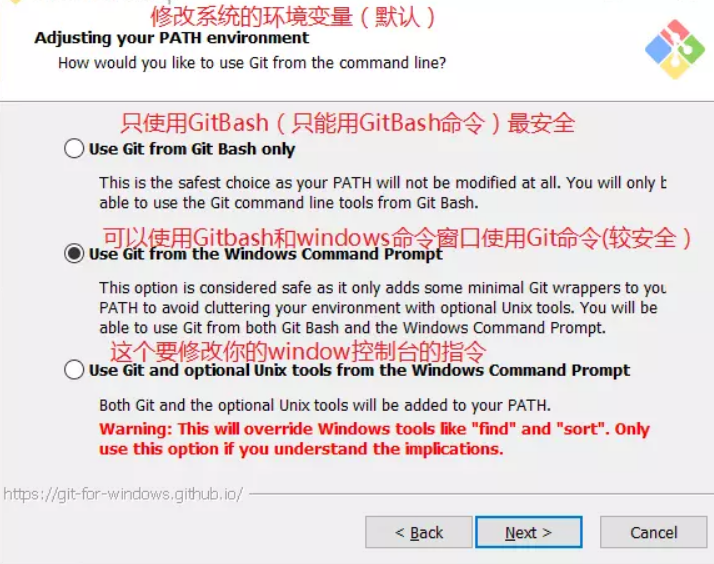 修改系统的环境变量（默认）
Adjusting your PATH environment
How would you like to use Git from the command line?
只使用GitBash（只能用GitBash命令）最安全
Use Git from Git Bash only
This is the safest choice as your PATH will not be modified at all. You will only b
able to use the Git command line tools from Git Bash.
可以使用Gitbash和windows命令窗口使用Git命令(较安全）
Use Git from the Windows Command Prompt
This option is considered safe as it only adds some minimal Git wrappers to you
PATH to avoid cluttering your environment with optional Unix tools. You will be
able to use Git from both Git Bash and the Windows Command Prompt.
这个要修改你的window控制台的指令
Use Git and optional Unix tools from the Windows Command Prompt
Both Git and the optional Unix tools will be added to your PATH.
Warning: This will override Windows tools like "find" and "sort". Only
use this option if you understand the implications.
https://git-for-windows.github.io/
< Back
Next >
Cancel